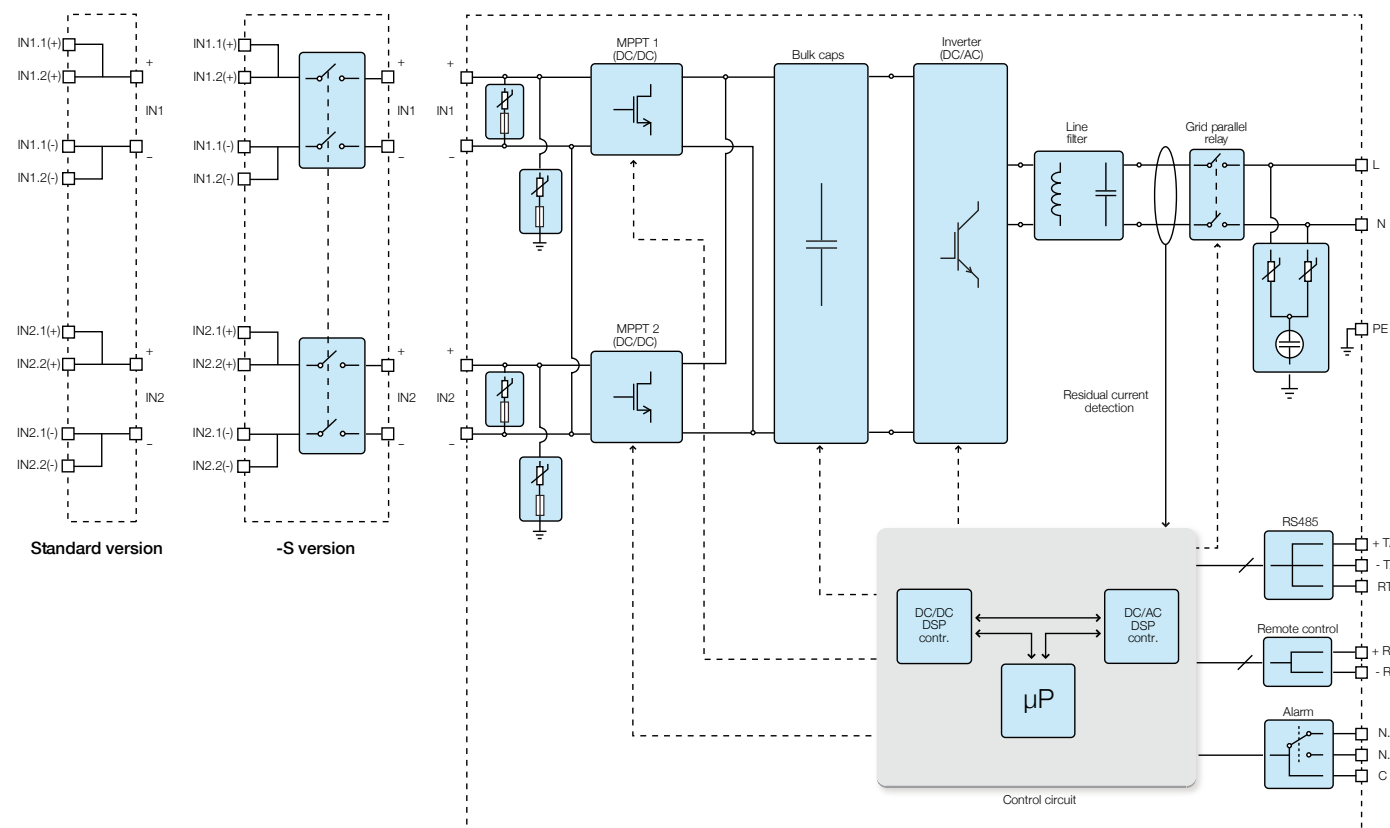 IN1.1(+)
IN1.2(+)
+
IN1
IN1.1(-)
IN1.2(-)
−
IN2.1(+)
IN2.2(+)
+
IN2
IN2.1(-)
IN2.2(-)
−
Standard version
IN1.1(+)
IN1.2(+)
+
IN1
IN1.1(-)
IN1.2(-)
−
IN2.1(+)
IN2.2(+)
+
IN2
IN2.1(-)
IN2.2(-)
−
-S version
+
IN1
−
+
IN2
−
MPPT 1
(DC/DC)
MPPT 2
(DC/DC)
Bulk caps
Inverter
(DC/AC)
Line
filter
Grid parallel
relay
L
N
PE
Residual current
detection
DC/DC
DSP
contr.
DC/AC
DSP
contr.
µP
Control circuit
RS485
+ T
- T
RT
Remote control
+ R
- R
Alarm
N.
N.
C